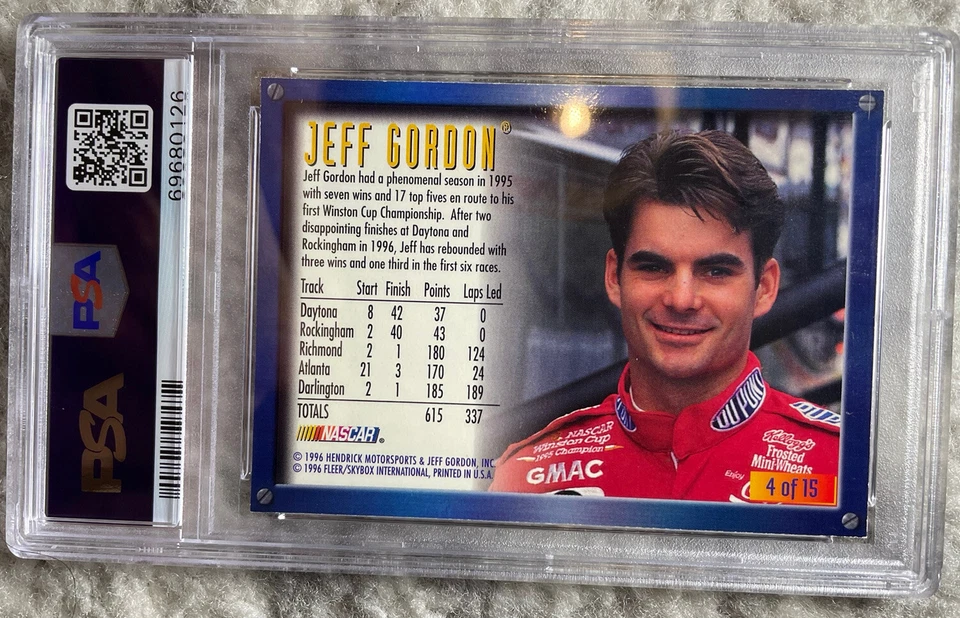 69680126
PSA
PSA
JEFF GORDON®
Jeff Gordon had a phenomenal season in 1995
with seven wins and 17 top fives en route to his
first Winston Cup Championship. After two
disappointing finishes at Daytona and
Rockingham in 1996, Jeff has rebounded with
three wins and one third in the first six races.
Track Start Finish Points Laps Led
Daytona 8 42 37 0
Rockingham 2 40 43 0
Richmond 2 1 180 124
Atlanta 21 3 170 24
Darlington 2 1 185 189
TOTALS 615 337
NASCAR®
© 1996 HENDRICK MOTORSPORTS & JEFF GORDON, INC.
© 1996 FLEER/SKYBOX INTERNATIONAL, PRINTED IN U.S.A.
DU PONT
NASCAR
Winston Cup
1995 Champion
GMAC
Kellogg's
Frosted
Mini-Wheats
Enjoy
4 of 15